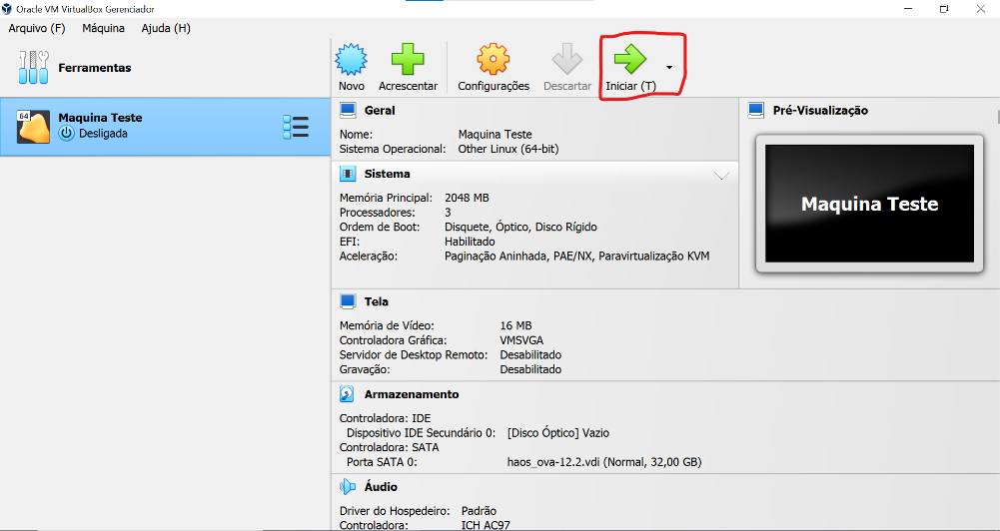 Oracle VM VirtualBox Gerenciador
Arquivo (F) Máquina Ajuda (H)
Ferramentas
Novo Acrescentar Configurações Descartar Iniciar (T)
64
Maquina Teste
Desligada
Geral
Nome: Maquina Teste
Sistema Operacional: Other Linux (64-bit)
Pré-Visualização
Maquina Teste
Sistema
Memória Principal: 2048 MB
Processadores: 3
Ordem de Boot: Disquete, Óptico, Disco Rígido
EFI: Habilitado
Aceleração: Paginação Aninhada, PAE/NX, Paravirtualização KVM
Tela
Memória de Vídeo: 16 MB
Controladora Gráfica: VMSVGA
Servidor de Desktop Remoto: Desabilitado
Gravação: Desabilitado
Armazenamento
Controladora: IDE
Dispositivo IDE Secundário 0: [Disco Óptico] Vazio
Controladora: SATA
Porta SATA 0: haos_ova-12.2.vdi (Normal, 32,00 GB)
Áudio
Driver do Hospedeiro: Padrão
Controladora: ICH AC97